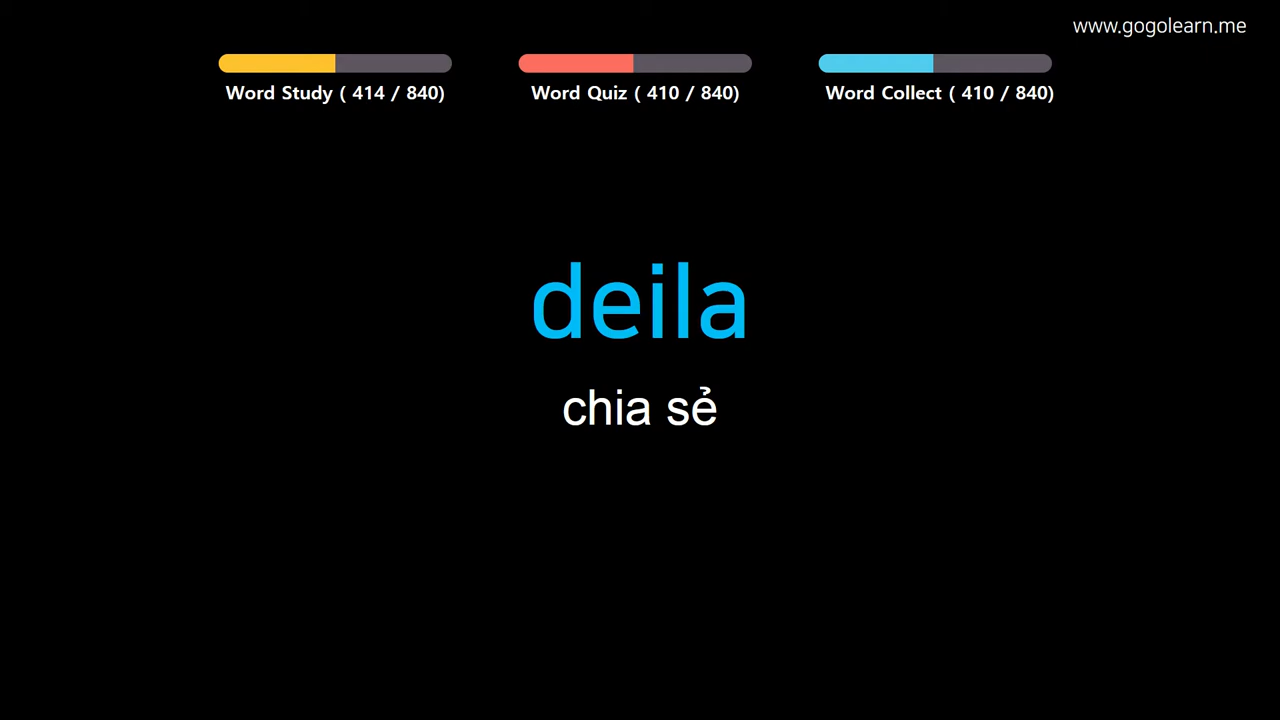 www.gogolearn.me
Word Study ( 414 / 840)
Word Quiz ( 410 / 840)
Word Collect ( 410 / 840)
deila
chia sẻ